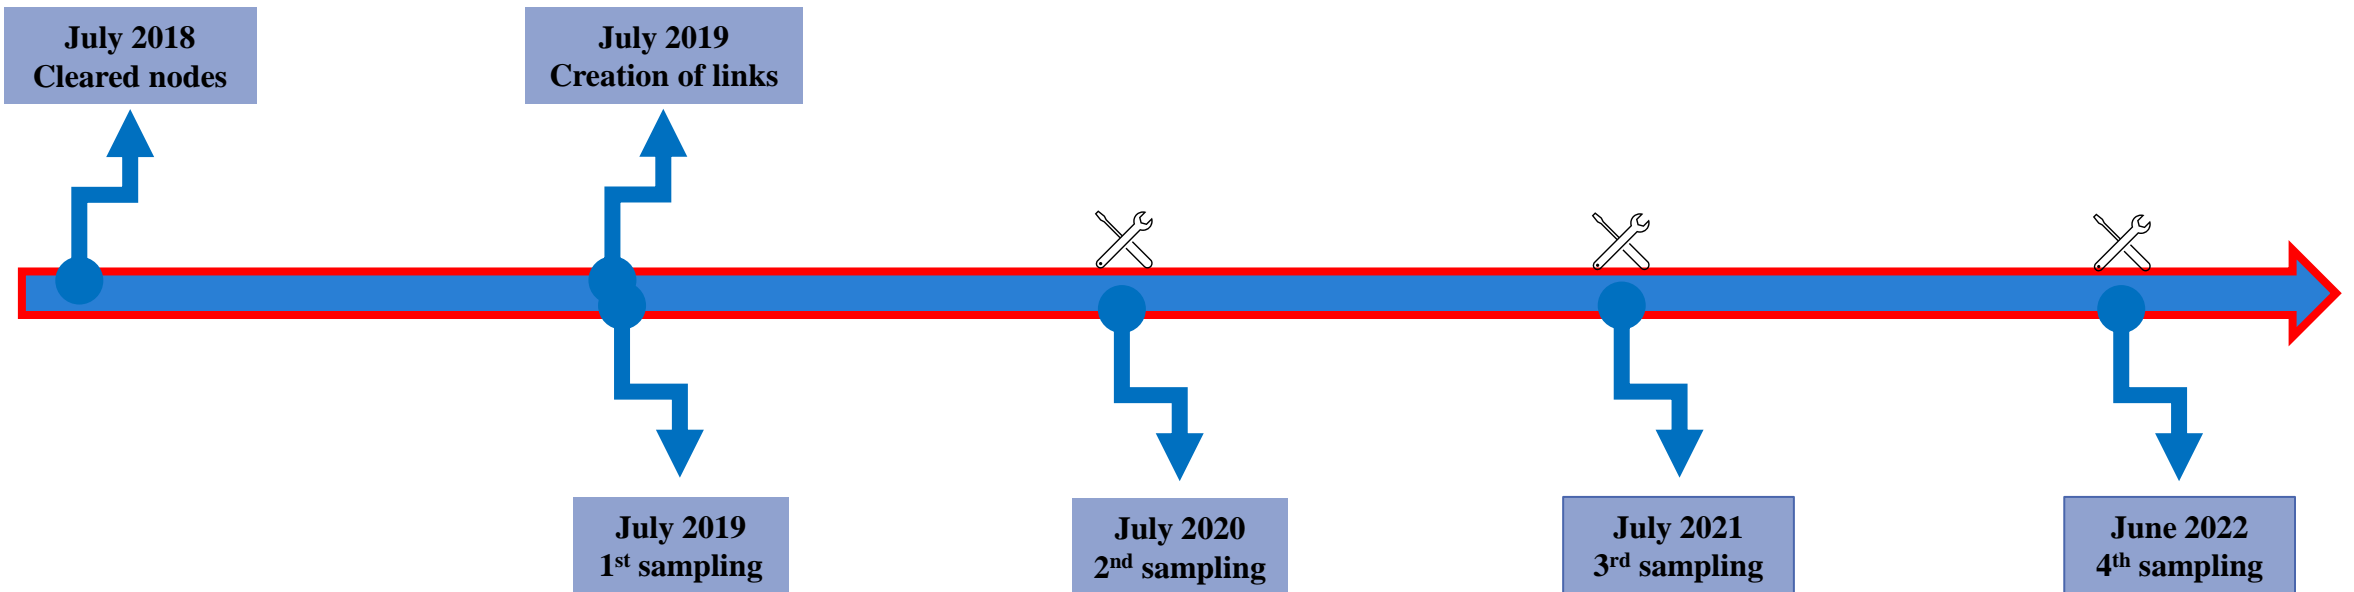 July 2018
Cleared nodes
July 2019
Creation of links
July 2019
1st sampling
July 2020
2nd sampling
July 2021
3rd sampling
June 2022
4th sampling